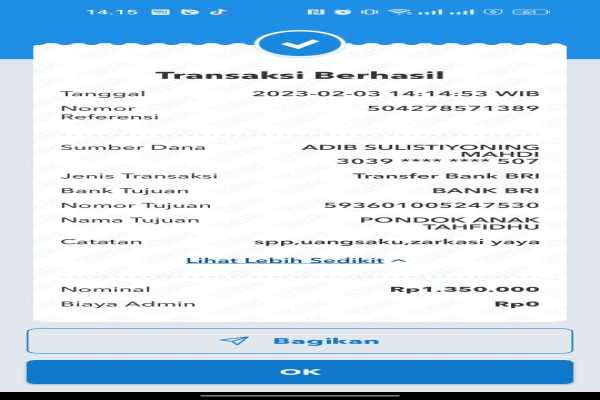 14.15
Transaksi Berhasil
Tanggal 2023-02-03 14:14:53 WIB
Nomor Referensi 504278571389
Sumber Dana ADIB SULISTIYONING MAHDI
3039 **** **** 507
Jenis Transaksi Transfer Bank BRI
Bank Tujuan BANK BRI
Nomor Tujuan 593601005247530
Nama Tujuan PONDOK ANAK TAHFIDHU
Catatan spp,uangsaku,zarkasi yaya
Lihat Lebih Sedikit
Nominal Rp1.350.000
Biaya Admin Rp0
Bagikan
OK